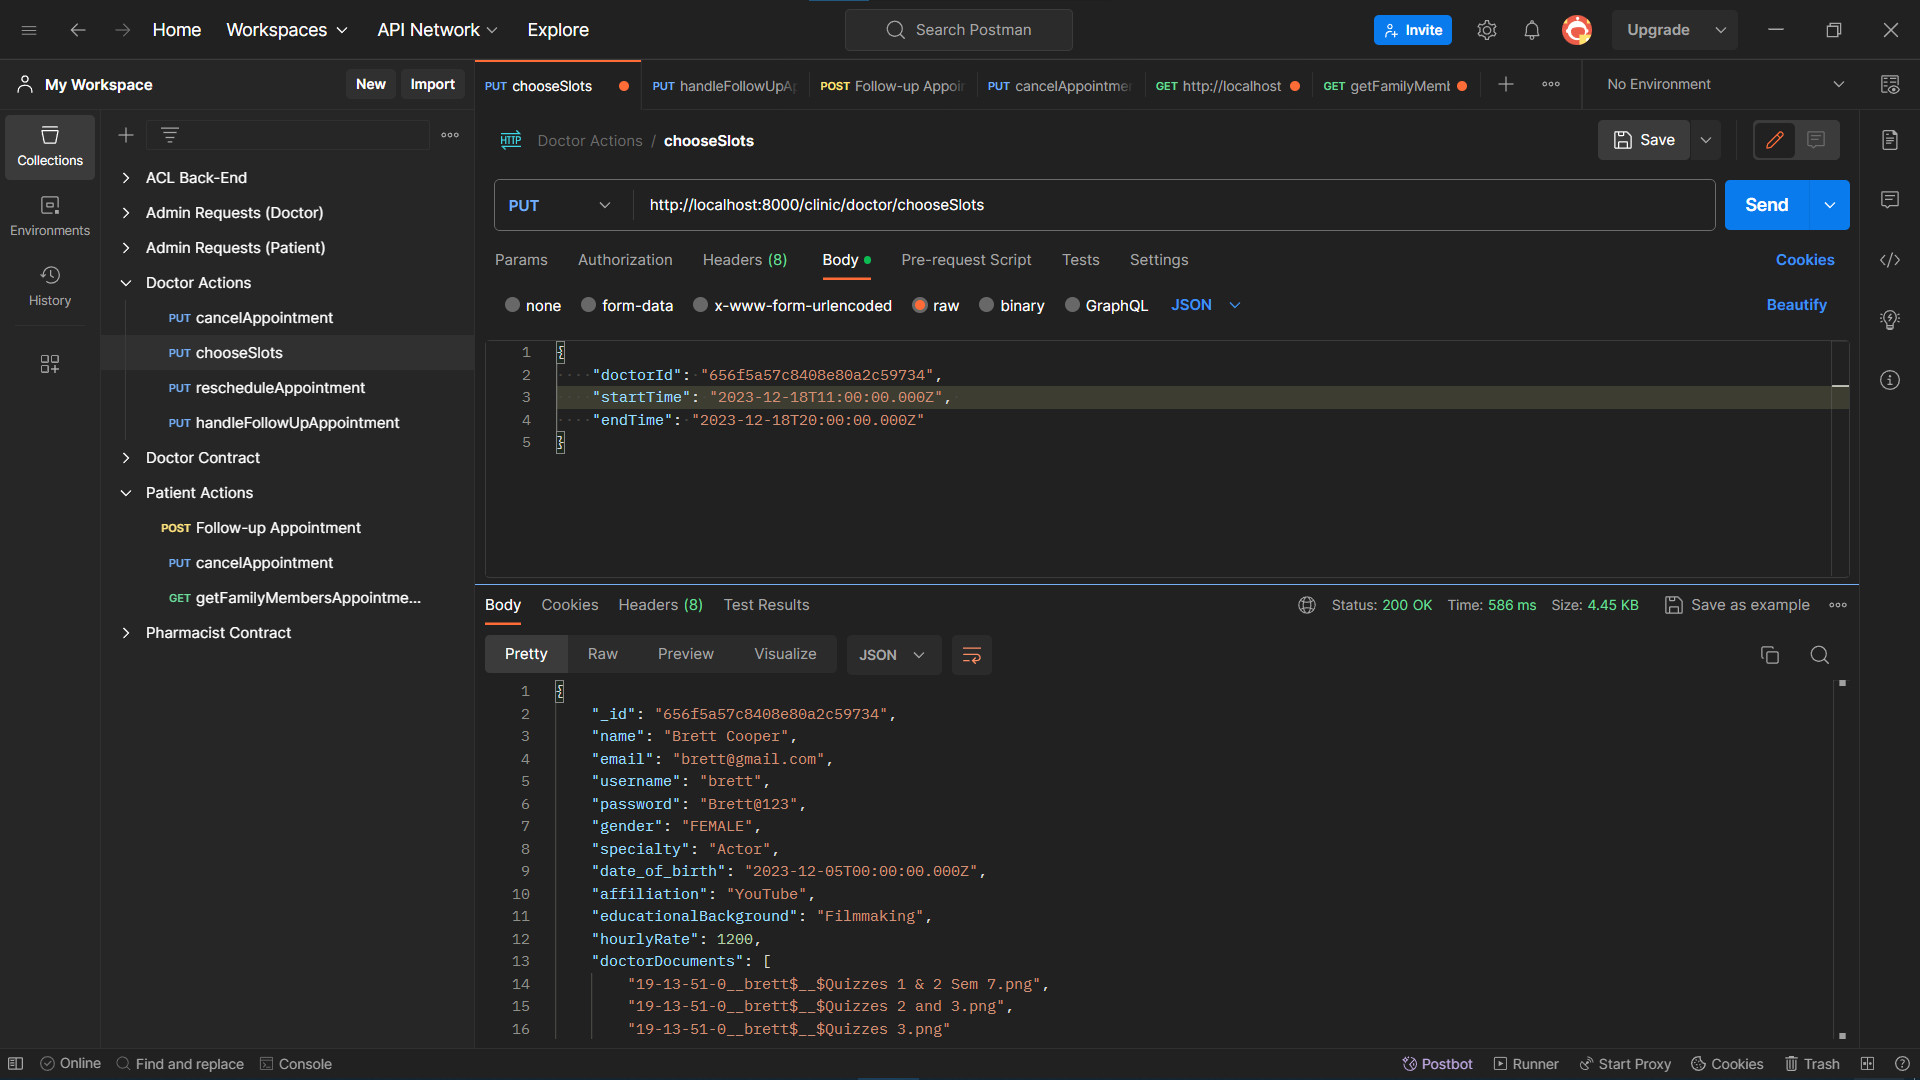 Home Workspaces API Network Explore Search Postman Invite Upgrade
My Workspace New Import
PUT chooseSlots PUT handleFollowUpAp POST Follow-up Appoin PUT cancelAppointme GET http://localhost GET getFamilyMemb No Environment
Collections
Environments
History
ACL Back-End
Admin Requests (Doctor)
Admin Requests (Patient)
Doctor Actions
PUT cancelAppointment
PUT chooseSlots
PUT rescheduleAppointment
PUT handleFollowUpAppointment
Doctor Contract
Patient Actions
POST Follow-up Appointment
PUT cancelAppointment
GET getFamilyMembersAppointme...
Pharmacist Contract
HTTP Doctor Actions / chooseSlots Save
PUT http://localhost:8000/clinic/doctor/chooseSlots Send
Params Authorization Headers (8) Body Pre-request Script Tests Settings Cookies
none form-data x-www-form-urlencoded raw binary GraphQL JSON Beautify
1 {
2 "doctorId": "656f5a57c8408e80a2c59734",
3 "startTime": "2023-12-18T11:00:00.000Z",
4 "endTime": "2023-12-18T20:00:00.000Z"
5 }
Body Cookies Headers (8) Test Results Status: 200 OK Time: 586 ms Size: 4.45 KB Save as example
Pretty Raw Preview Visualize JSON
1 {
2 "_id": "656f5a57c8408e80a2c59734",
3 "name": "Brett Cooper",
4 "email": "brett@gmail.com",
5 "username": "brett",
6 "password": "Brett@123",
7 "gender": "FEMALE",
8 "specialty": "Actor",
9 "date_of_birth": "2023-12-05T00:00:00.000Z",
10 "affiliation": "YouTube",
11 "educationalBackground": "Filmmaking",
12 "hourlyRate": 1200,
13 "doctorDocuments": [
14 "19-13-51-0__brett$__$Quizzes 1 & 2 Sem 7.png",
15 "19-13-51-0__brett$__$Quizzes 2 and 3.png",
16 "19-13-51-0__brett$__$Quizzes 3.png"
Online Find and replace Console Postbot Runner Start Proxy Cookies Trash